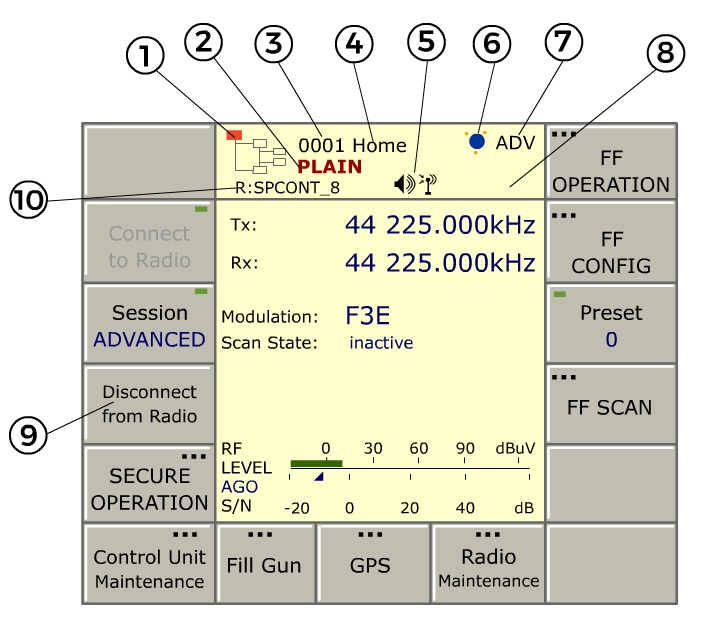 1 2 3 4 5 6 7 8
0001 Home ADV
PLAIN
R:SPCONT_8
FF
OPERATION
10
Connect
to Radio
Tx: 44 225.000kHz
Rx: 44 225.000kHz
FF
CONFIG
Session
ADVANCED
Modulation: F3E
Scan State: inactive
Preset
0
9
Disconnect
from Radio
FF SCAN
SECURE
OPERATION
RF 0 30 60 90 dBuV
LEVEL
AGO
S/N -20 0 20 40 dB
Control Unit
Maintenance
Fill Gun
GPS
Radio
Maintenance